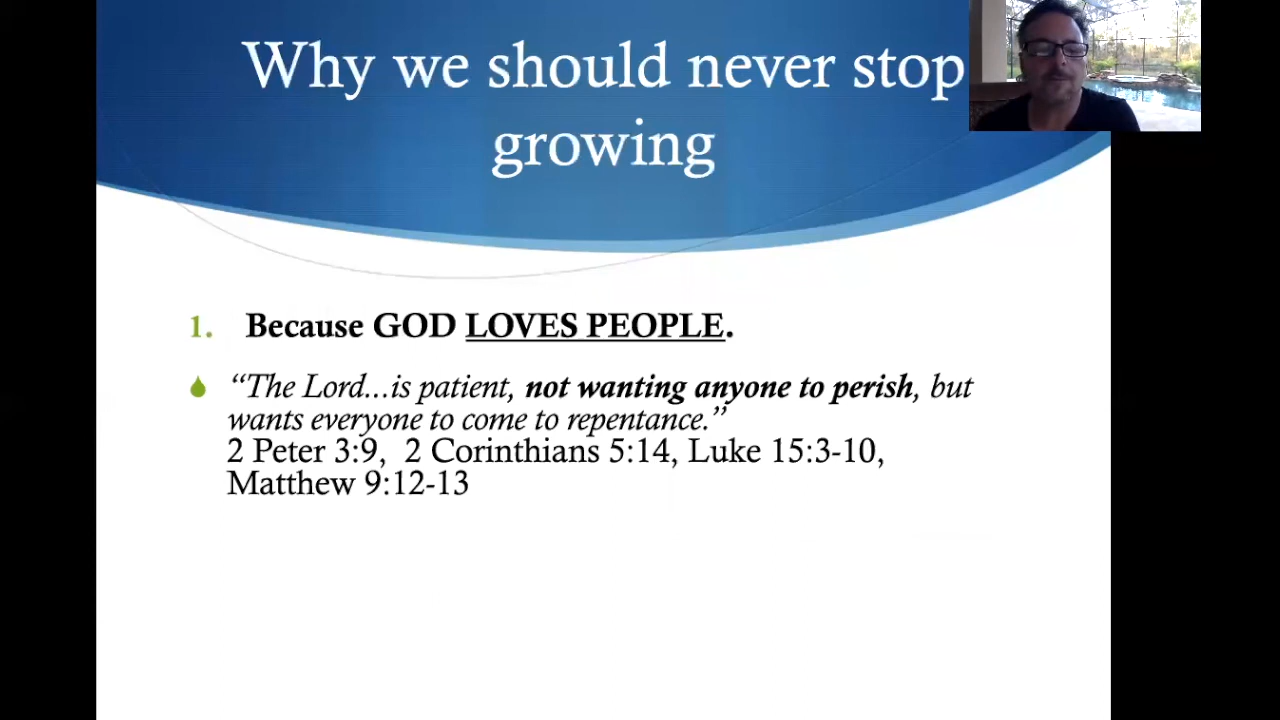 Why we should never stop
growing
1. Because GOD LOVES PEOPLE.
“The Lord...is patient, not wanting anyone to perish, but
wants everyone to come to repentance.”
2 Peter 3:9,  2 Corinthians 5:14, Luke 15:3-10,
Matthew 9:12-13